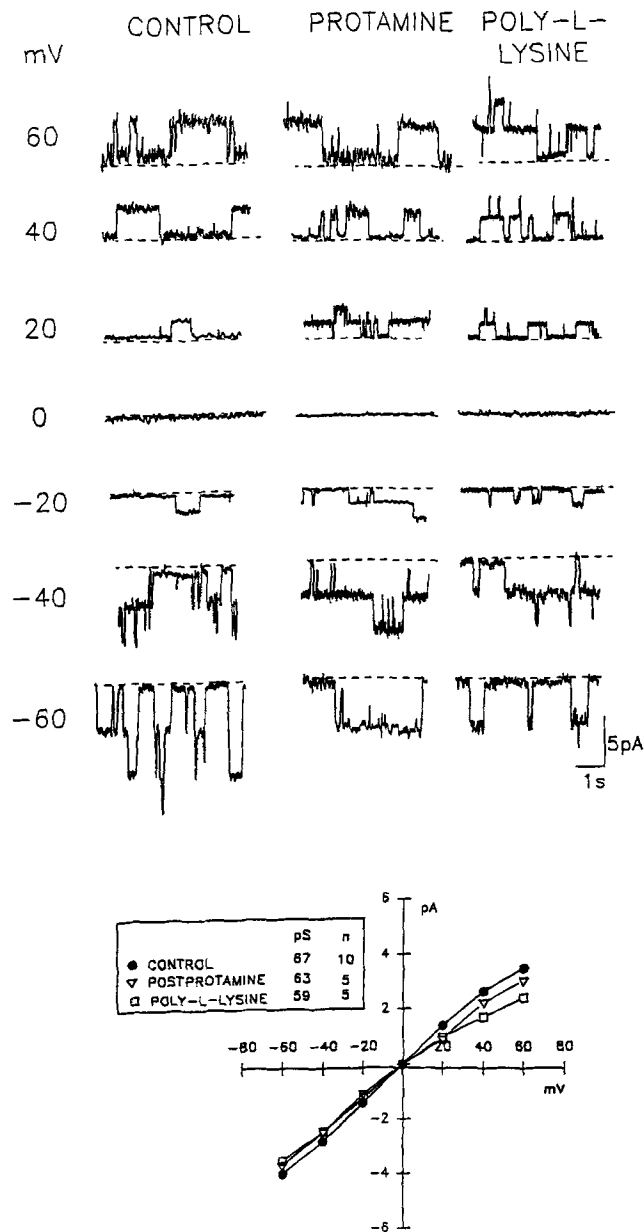 CONTROL PROTAMINE POLY-L-
LYSINE
mV
60
40
20
0
-20
-40
-60
5pA
1s
6
pA
pS n
● CONTROL 67 10
▽ POSTPROTAMINE 63 5
□ POLY-L-LYSINE 59 5
4
2
-80 -60 -40 -20 20 40 60 80
mV
-2
-4
-6